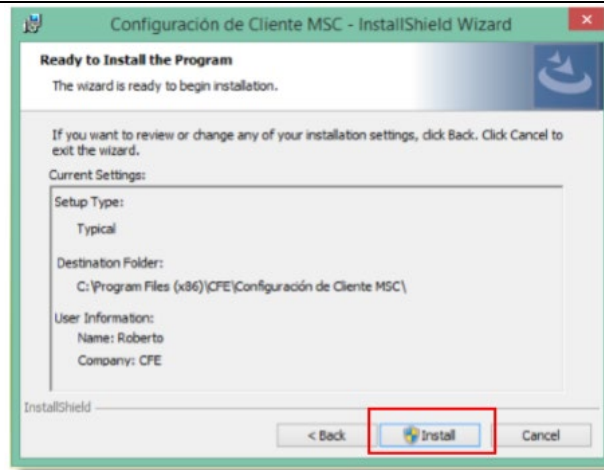 Configuración de Cliente MSC - InstallShield Wizard
Ready to Install the Program
The wizard is ready to begin installation.
If you want to review or change any of your installation settings, click Back. Click Cancel to
exit the wizard.
Current Settings:
Setup Type:
Typical
Destination Folder:
C:\Program Files (x86)\CFE\Configuración de Cliente MSC\
User Information:
Name: Roberto
Company: CFE
InstallShield
< Back
Install
Cancel